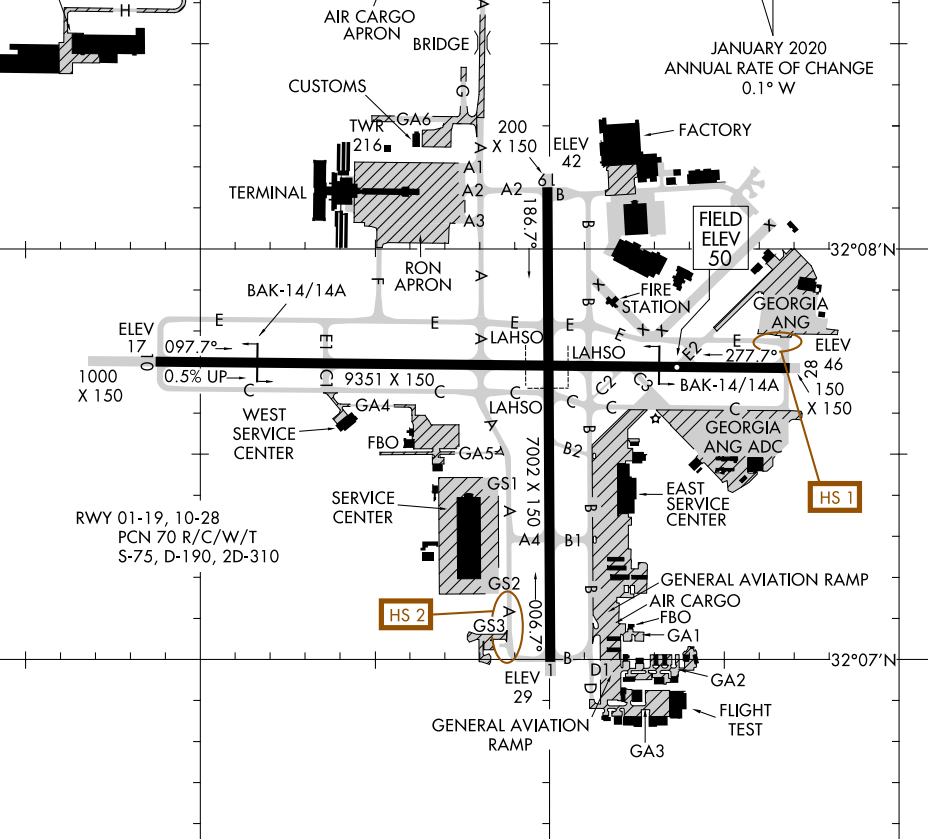 H
A
AIR CARGO
APRON
BRIDGE
JANUARY 2020
ANNUAL RATE OF CHANGE
0.1° W
CUSTOMS
G
GA6
TWR
216
A
200
X 150
ELEV
42
FACTORY
TERMINAL
A1
A2
A2
19
B
A3
186.7°
B
X
FIELD
ELEV
50
32°08'N
RON
APRON
F
A
B
X
X
FIRE
STATION
GEORGIA
ANG
BAK-14/14A
E
E
E
E
E
X
X
ELEV
17
10
097.7°
E1
A
LAHSO
LAHSO
E2
E
277.7°
ELEV
46
28
0.5% UP
1000
X 150
C
C1
9351 X 150
C
C
C2
C3
BAK-14/14A
150
X 150
LAHSO
C
C
C
GA4
WEST
SERVICE
CENTER
A
GEORGIA
ANG ADC
FBO
GA5
B2
B
GS1
HS 1
SERVICE
CENTER
A
7002 X 150
EAST
SERVICE
CENTER
RWY 01-19, 10-28
PCN 70 R/C/W/T
S-75, D-190, 2D-310
A4
B1
B
GS2
GENERAL AVIATION RAMP
AIR CARGO
HS 2
A
006.7°
B
FBO
GS3
GA1
B
1
32°07'N
ELEV
29
D1
D
GA2
GENERAL AVIATION
RAMP
FLIGHT
TEST
GA3